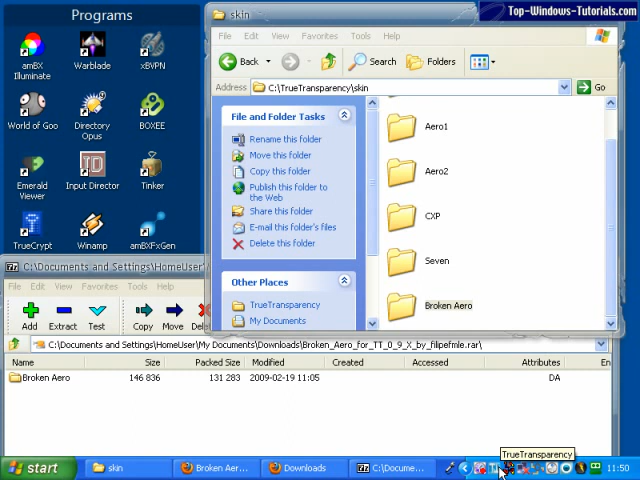 Programs
amBX Illuminate
Warblade
xBVPN
World of Goo
Directory Opus
BOXEE
Emerald Viewer
Input Director
Tinker
TrueCrypt
Winamp
amBXFxGen
skin
Top-Windows-Tutorials.com
File Edit View Favorites Tools
Back Search Folders
Address C:\TrueTransparency\skin Go
File and Folder Tasks
Rename this folder
Move this folder
Copy this folder
Publish this folder to the Web
Share this folder
E-mail this folder's files
Delete this folder
Other Places
TrueTransparency
My Documents
Aero1
Aero2
CXP
Seven
Broken Aero
C:\Documents and Settings\HomeUser\
File Edit View Favorites Tools Help
Add Extract Test Copy Move
C:\Documents and Settings\HomeUser\My Documents\Downloads\Broken_Aero_for_TT_0_9_X_by_filipefmle.rar\
Name Size Packed Size Modified Created Accessed Attributes En
Broken Aero 146 836 131 283 2009-02-19 11:05 DA
TrueTransparency
start skin Broken Aer... Downloads C:\Docume... 11:50